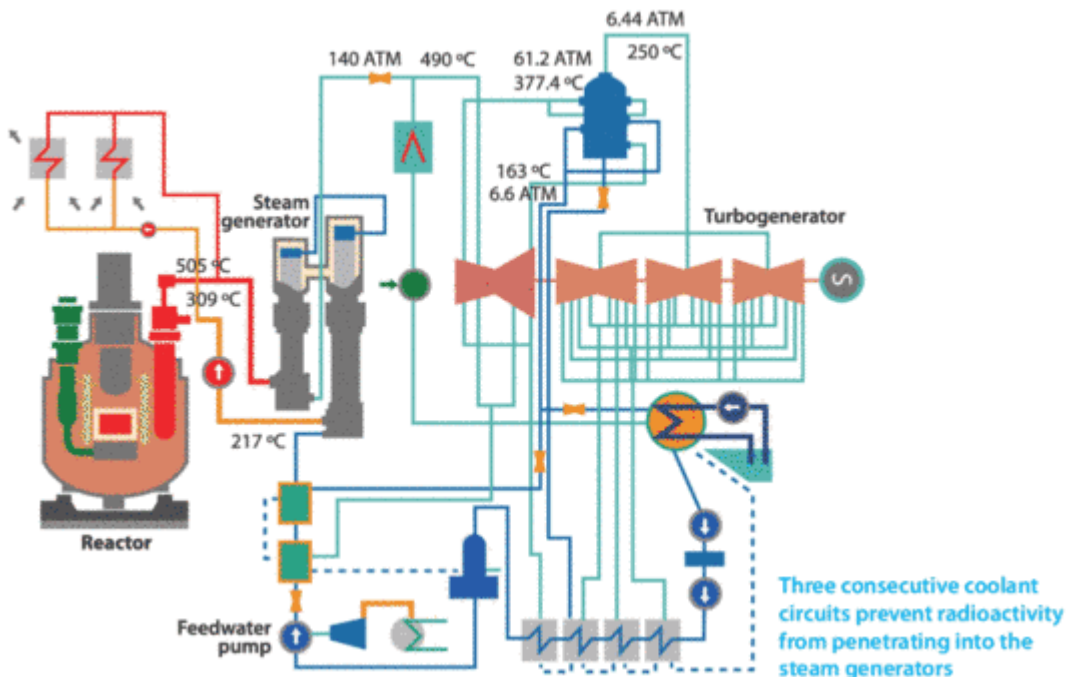 6.44 ATM
140 ATM
490 ºC
61.2 ATM
250 ºC
377.4 ºC
163 ºC
6.6 ATM
Steam
generator
Turbogenerator
505 ºC
309 ºC
S
217 ºC
Reactor
Feedwater
pump
Three consecutive coolant
circuits prevent radioactivity
from penetrating into the
steam generators